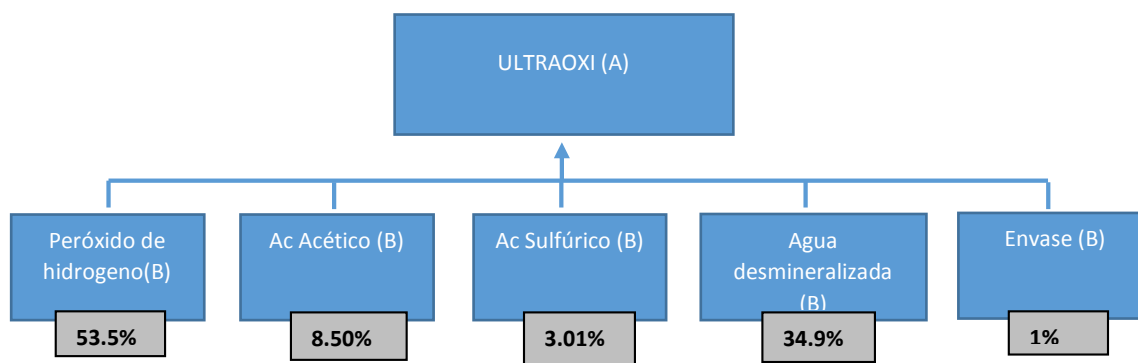 ULTRAOXI (A)
Peróxido de
hidrogeno(B)
53.5%
Ac Acético (B)
8.50%
Ac Sulfúrico (B)
3.01%
Agua
desmineralizada
(B)
34.9%
Envase (B)
1%